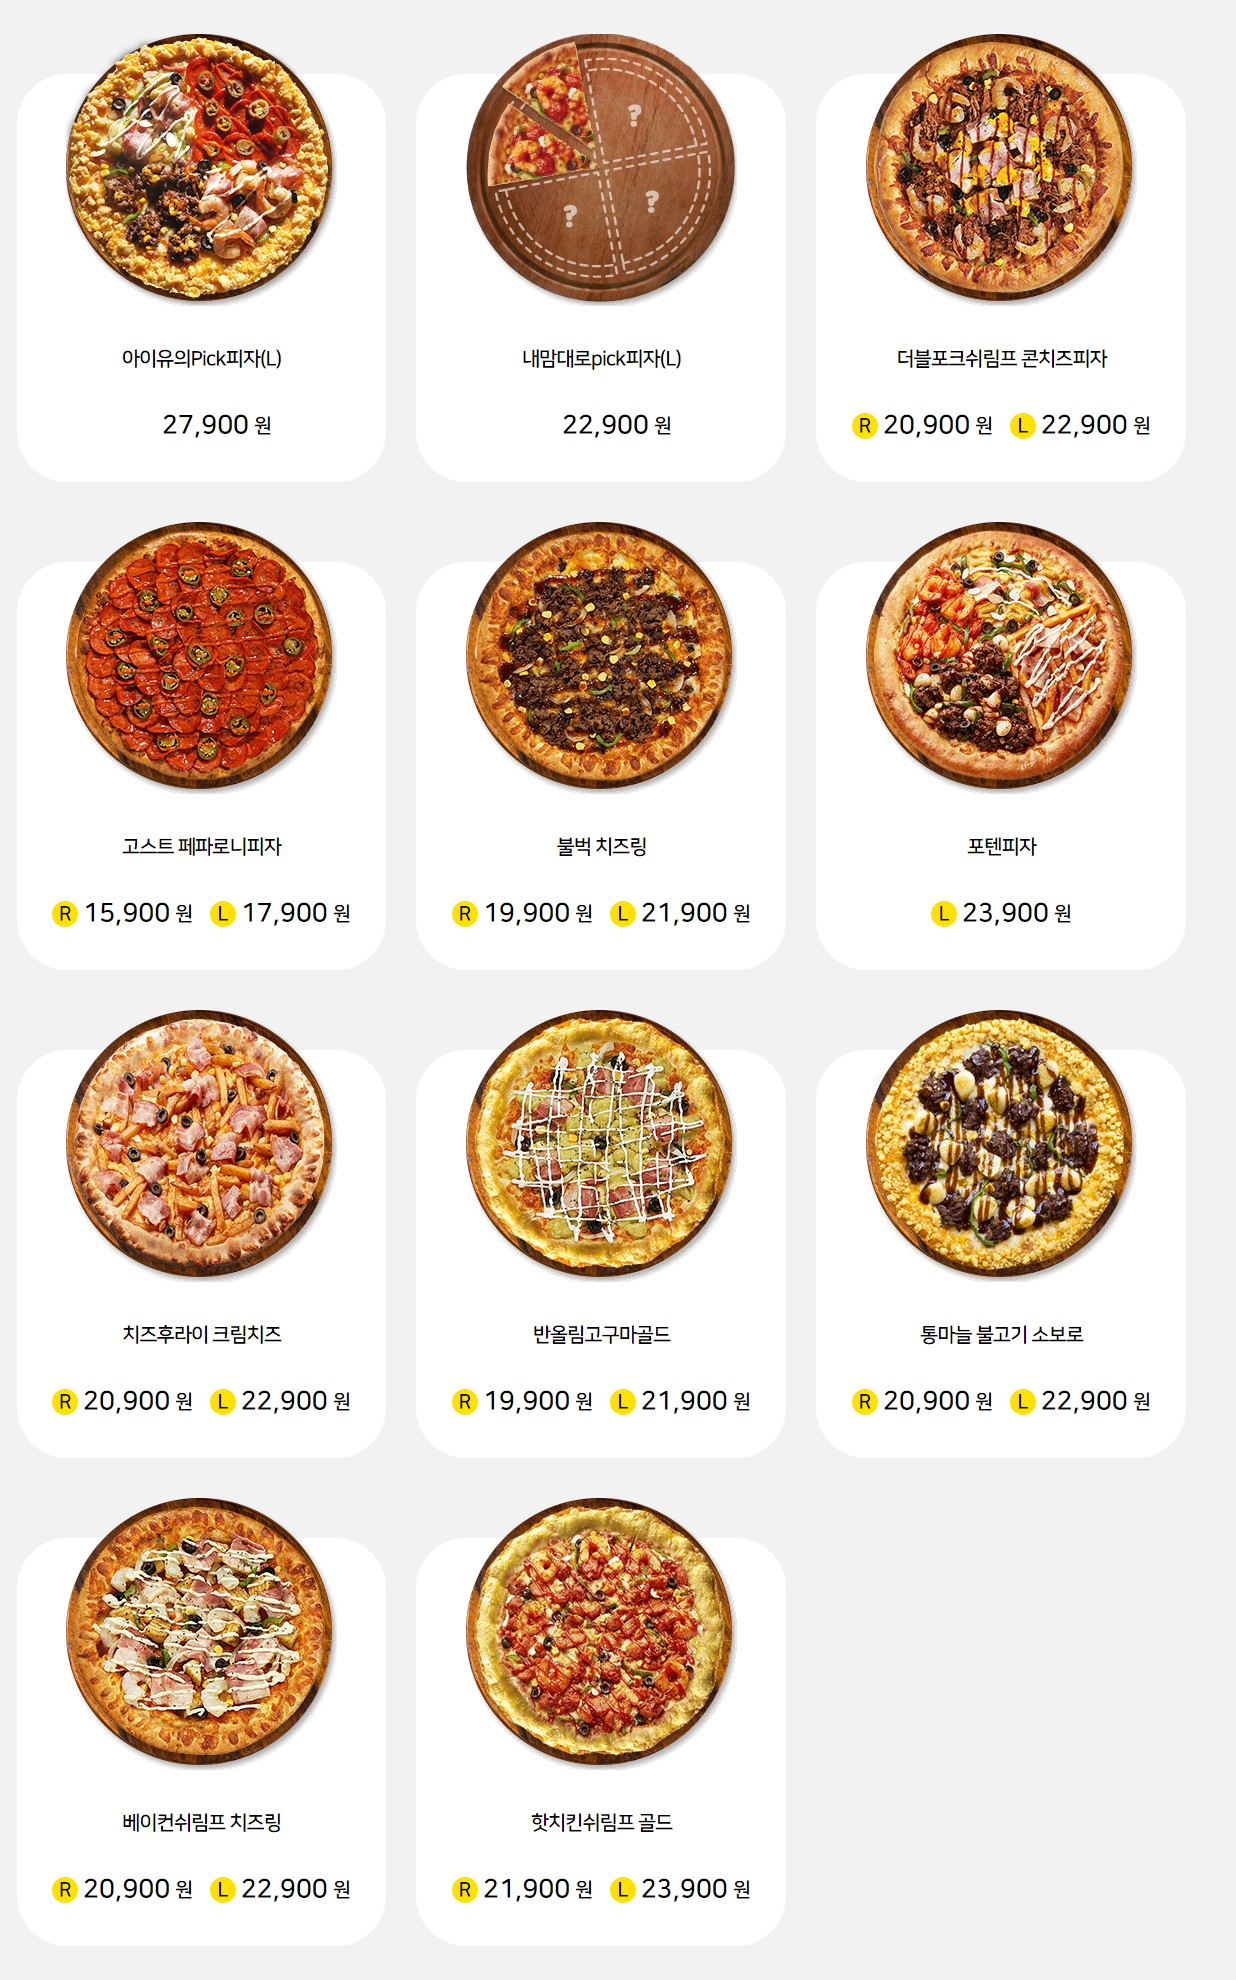 ? ? ?
아이유의Pick피자(L)
27,900 원
내맘대로pick피자(L)
22,900 원
더블포크쉬림프 콘치즈피자
R 20,900 원 L 22,900 원
고스트 페파로니피자
R 15,900 원 L 17,900 원
불벅 치즈링
R 19,900 원 L 21,900 원
포텐피자
L 23,900 원
치즈후라이 크림치즈
R 20,900 원 L 22,900 원
반올림고구마골드
R 19,900 원 L 21,900 원
통마늘 불고기 소보로
R 20,900 원 L 22,900 원
베이컨쉬림프 치즈링
R 20,900 원 L 22,900 원
핫치킨쉬림프 골드
R 21,900 원 L 23,900 원